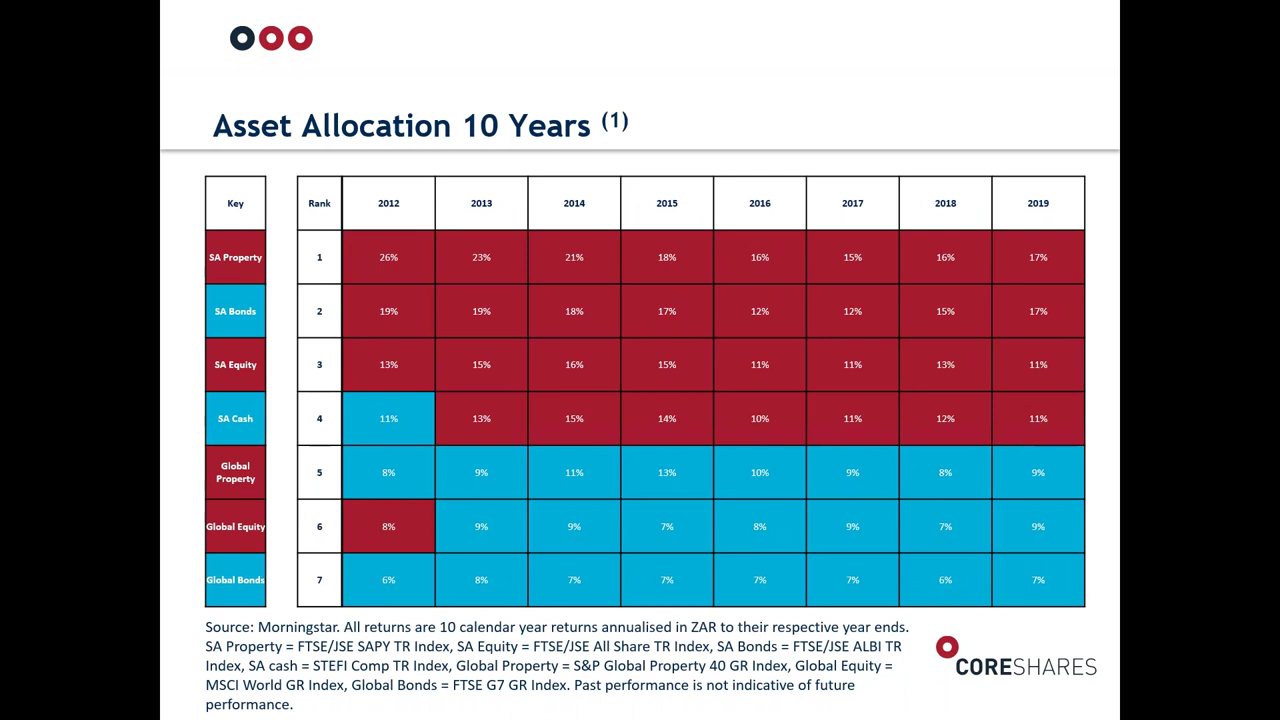 Asset Allocation 10 Years (1)
Key Rank 2012 2013 2014 2015 2016 2017 2018 2019
SA Property 1 26% 23% 21% 18% 16% 15% 16% 17%
SA Bonds 2 19% 19% 18% 17% 12% 12% 15% 17%
SA Equity 3 13% 15% 16% 15% 11% 11% 13% 11%
SA Cash 4 11% 13% 15% 14% 10% 11% 12% 11%
Global
Property 5 8% 9% 11% 13% 10% 9% 8% 9%
Global Equity 6 8% 9% 9% 7% 8% 9% 7% 9%
Global Bonds 7 6% 8% 7% 7% 7% 7% 6% 7%
Source: Morningstar. All returns are 10 calendar year returns annualised in ZAR to their respective year ends.
SA Property = FTSE/JSE SAPY TR Index, SA Equity = FTSE/JSE All Share TR Index, SA Bonds = FTSE/JSE ALBI TR
Index, SA cash = STEFI Comp TR Index, Global Property = S&P Global Property 40 GR Index, Global Equity =
MSCI World GR Index, Global Bonds = FTSE G7 GR Index. Past performance is not indicative of future
performance.
CORESHARES